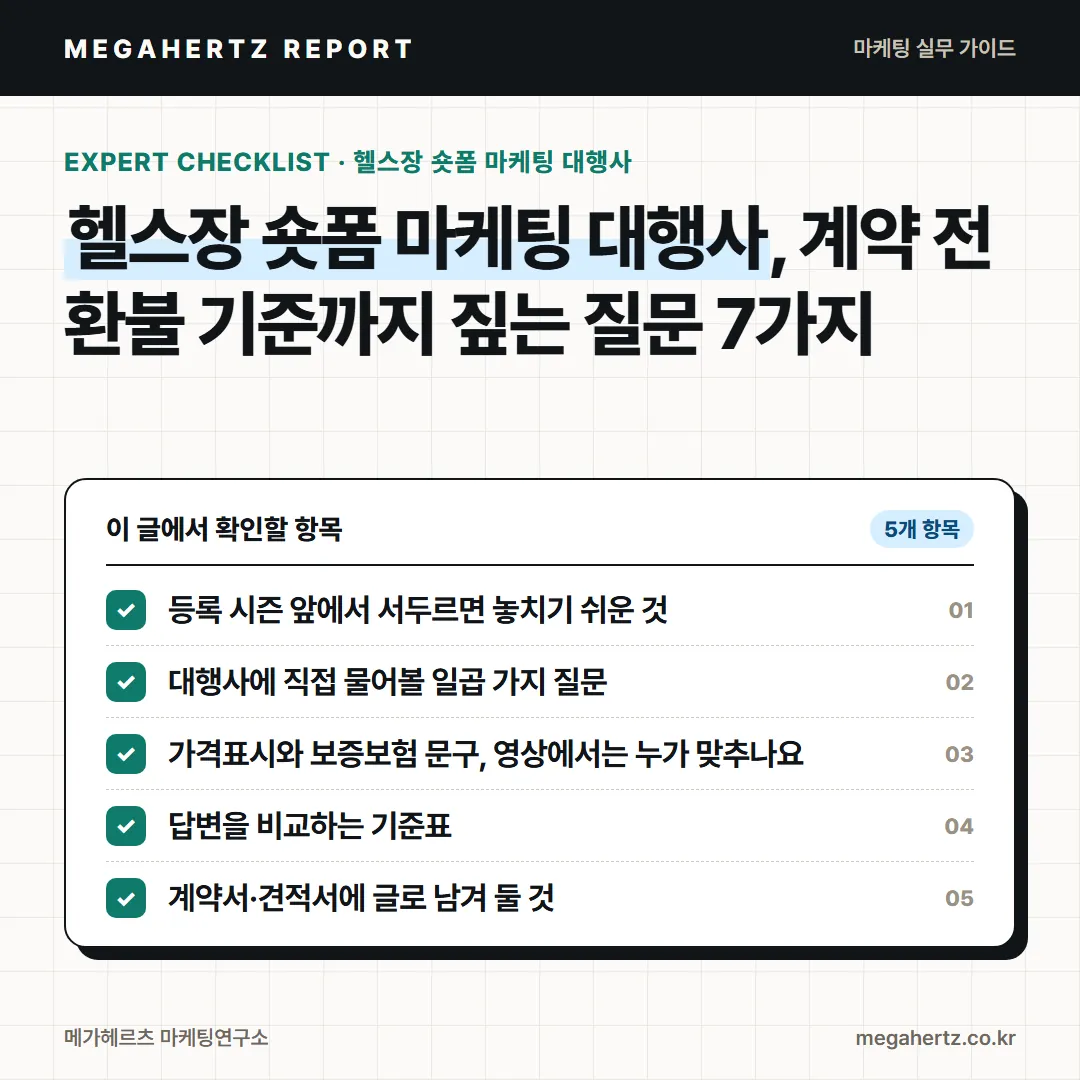 MEGAHERTZ REPORT
마케팅 실무 가이드
EXPERT CHECKLIST · 헬스장 숏폼 마케팅 대행사
헬스장 숏폼 마케팅 대행사, 계약 전
환불 기준까지 짚는 질문 7가지
이 글에서 확인할 항목
5개 항목
등록 시즌 앞에서 서두르면 놓치기 쉬운 것
01
대행사에 직접 물어볼 일곱 가지 질문
02
가격표시와 보증보험 문구, 영상에서는 누가 맞추나요
03
답변을 비교하는 기준표
04
계약서·견적서에 글로 남겨 둘 것
05
메가헤르츠 마케팅연구소
megahertz.co.kr